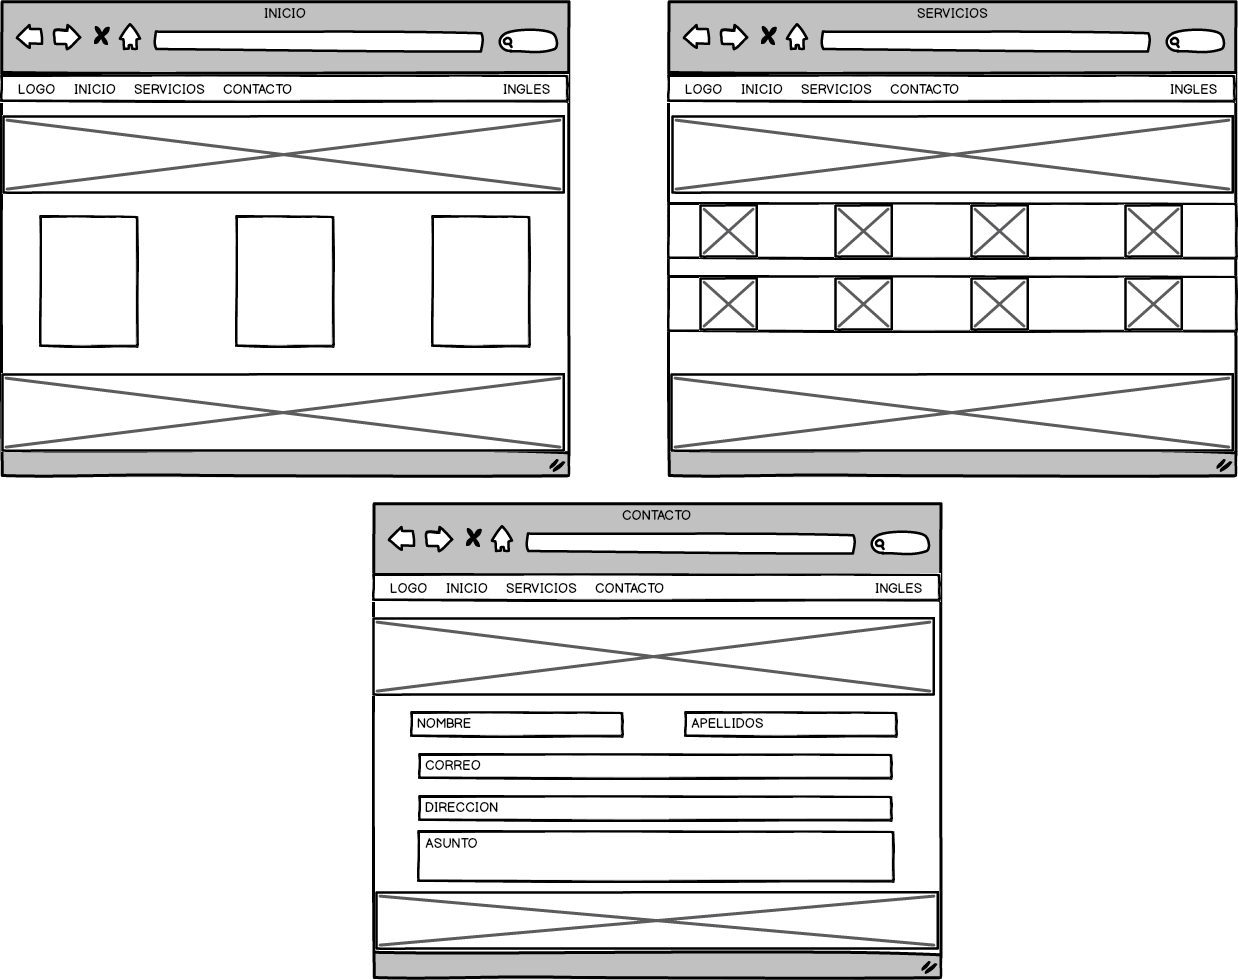 INICIO
LOGO INICIO SERVICIOS CONTACTO INGLES
SERVICIOS
LOGO INICIO SERVICIOS CONTACTO INGLES
CONTACTO
LOGO INICIO SERVICIOS CONTACTO INGLES
NOMBRE APELLIDOS
CORREO
DIRECCION
ASUNTO